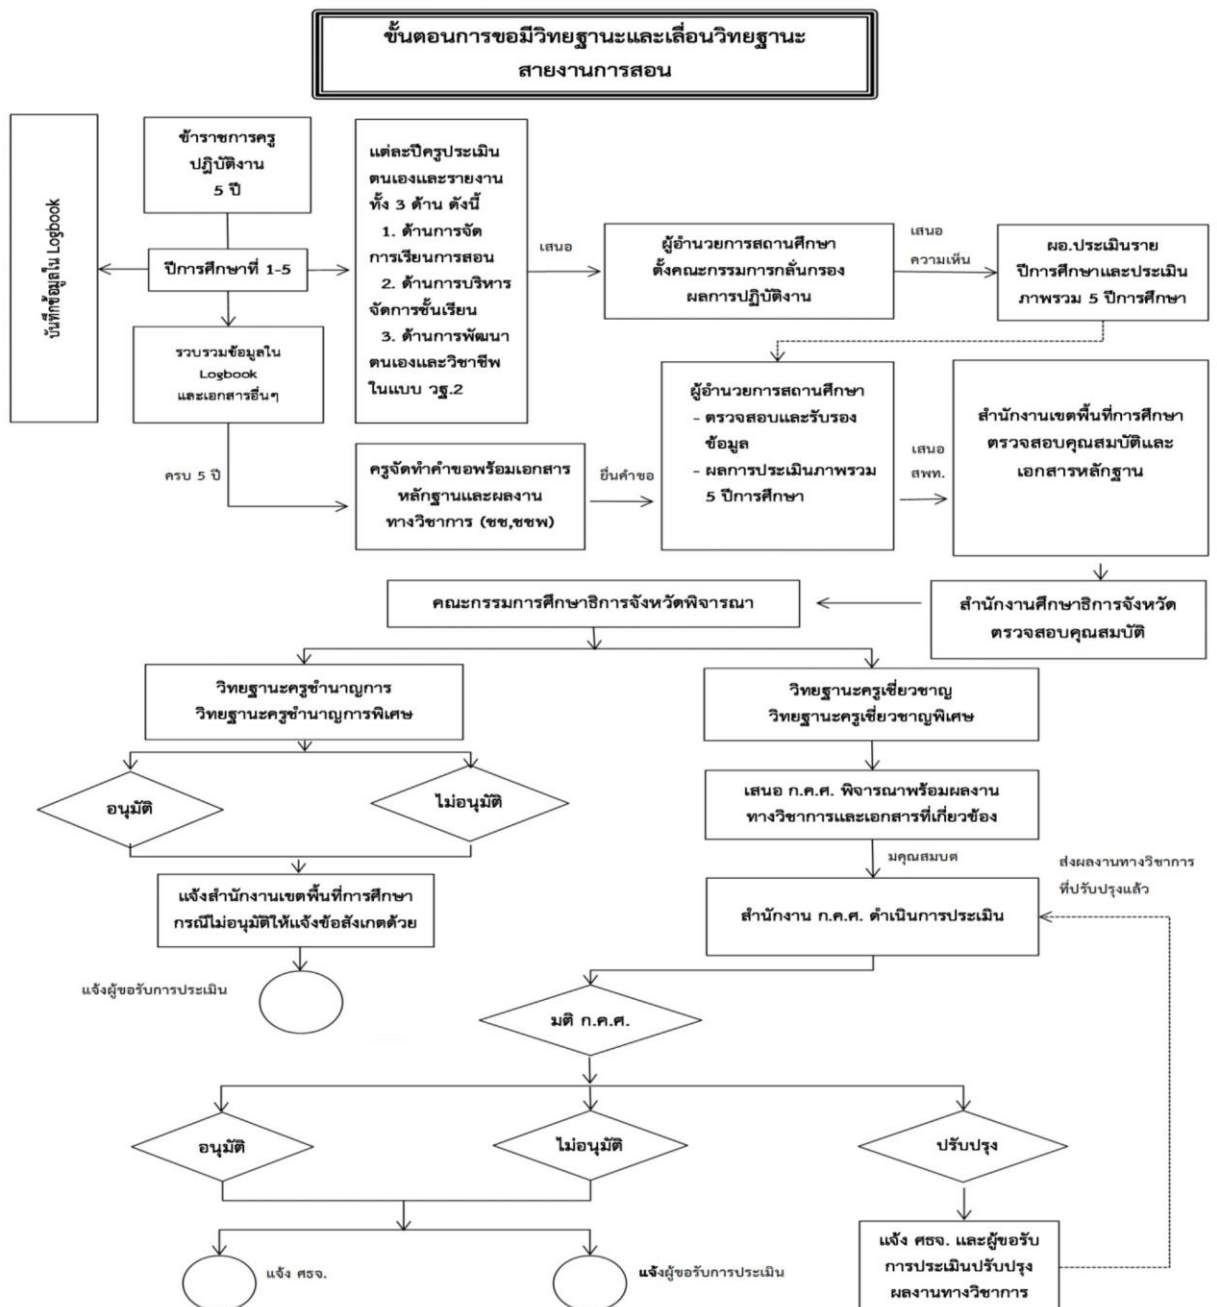 ขั้นตอนการขอมีวิทยฐานะและเลื่อนวิทยฐานะ
สายงานการสอน
บันทึกข้อมูลใน Logbook
ข้าราชการครู
ปฏิบัติงาน
5 ปี
ปีการศึกษาที่ 1-5
รวบรวมข้อมูลใน
Logbook
และเอกสารอื่นๆ
แต่ละปีครูประเมิน
ตนเองและรายงาน
ทั้ง 3 ด้าน ดังนี้
1. ด้านการจัด
การเรียนการสอน
2. ด้านการบริหาร
จัดการชั้นเรียน
3. ด้านการพัฒนา
ตนเองและวิชาชีพ
ในแบบ วฐ.2
เสนอ
ผู้อำนวยการสถานศึกษา
ตั้งคณะกรรมการกลั่นกรอง
ผลการปฏิบัติงาน
เสนอ
ความเห็น
ผอ.ประเมินราย
ปีการศึกษาและประเมิน
ภาพรวม 5 ปีการศึกษา
ครบ 5 ปี
ครูจัดทำคำขอพร้อมเอกสาร
หลักฐานและผลงาน
ทางวิชาการ (ชช,ชชพ)
ยื่นคำขอ
ผู้อำนวยการสถานศึกษา
- ตรวจสอบและรับรอง
ข้อมูล
- ผลการประเมินภาพรวม
5 ปีการศึกษา
เสนอ
สพท.
สำนักงานเขตพื้นที่การศึกษา
ตรวจสอบคุณสมบัติและ
เอกสารหลักฐาน
สำนักงานศึกษาธิการจังหวัด
ตรวจสอบคุณสมบัติ
คณะกรรมการศึกษาธิการจังหวัดพิจารณา
วิทยฐานะครูชำนาญการ
วิทยฐานะครูชำนาญการพิเศษ
อนุมัติ
ไม่อนุมัติ
แจ้งสำนักงานเขตพื้นที่การศึกษา
กรณีไม่อนุมัติให้แจ้งข้อสังเกตด้วย
แจ้งผู้ขอรับการประเมิน
วิทยฐานะครูเชี่ยวชาญ
วิทยฐานะครูเชี่ยวชาญพิเศษ
เสนอ ก.ค.ศ. พิจารณาพร้อมผลงาน
ทางวิชาการและเอกสารที่เกี่ยวข้อง
มคุณสมบต
สำนักงาน ก.ค.ศ. ดำเนินการประเมิน
ส่งผลงานทางวิชาการ
ที่ปรับปรุงแล้ว
มติ ก.ค.ศ.
อนุมัติ
ไม่อนุมัติ
ปรับปรุง
แจ้ง ศธจ.
แจ้งผู้ขอรับการประเมิน
แจ้ง ศธจ. และผู้ขอรับ
การประเมินปรับปรุง
ผลงานทางวิชาการ